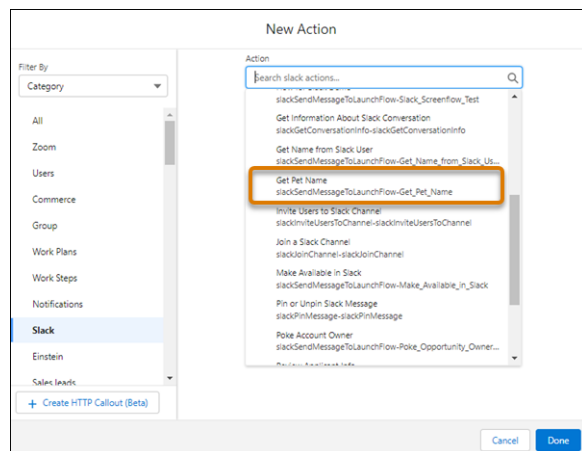 New Action
Filter By
Category
All
Zoom
Users
Commerce
Group
Work Plans
Work Steps
Notifications
Slack
Einstein
Sales leads
+ Create HTTP Callout (Beta)
Action
Search slack actions...
slackSendMessageToLaunchFlow-Slack_Screenflow_Test
Get Information About Slack Conversation
slackGetConversationInfo-slackGetConversationInfo
Get Name from Slack User
slackSendMessageToLaunchFlow-Get_Name_from_Slack_Us...
Get Pet Name
slackSendMessageToLaunchFlow-Get_Pet_Name
Invite Users to Slack Channel
slackInviteUsersToChannel-slackInviteUsersToChannel
Join a Slack Channel
slackJoinChannel-slackJoinChannel
Make Available in Slack
slackSendMessageToLaunchFlow-Make_Available_in_Slack
Pin or Unpin Slack Message
slackPinMessage-slackPinMessage
Poke Account Owner
slackSendMessageToLaunchFlow-Poke_Opportunity_Owner...
Review Applicant Info
Cancel
Done